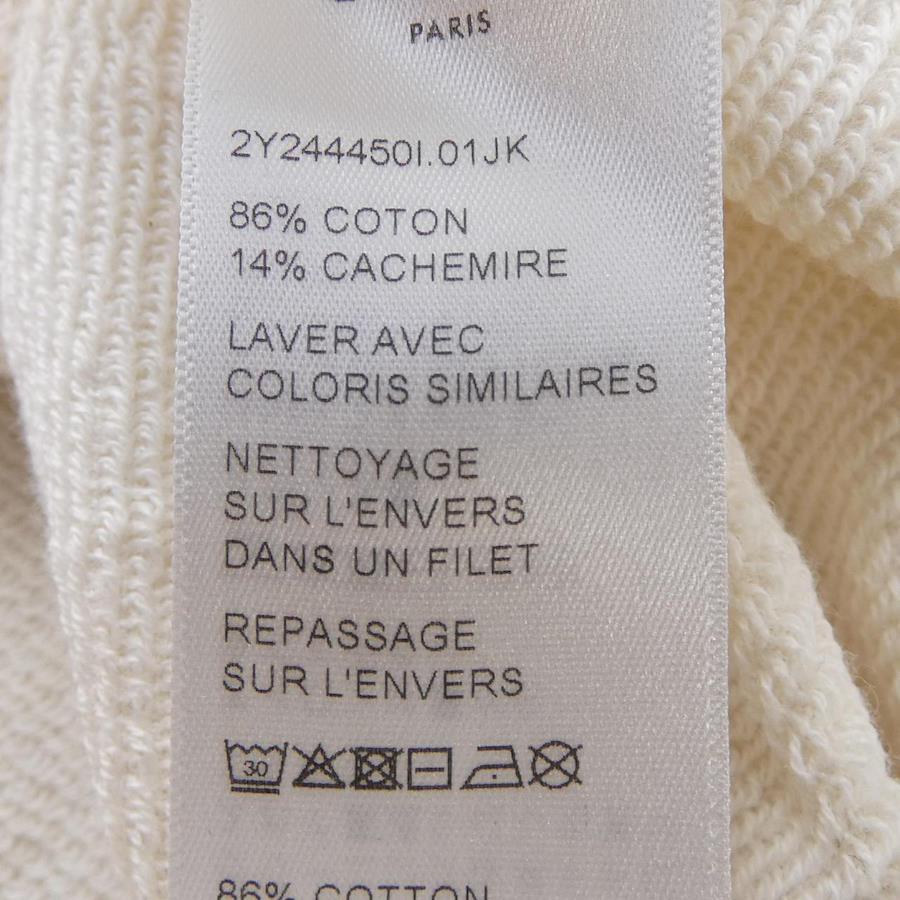 PARIS
2Y244450I.01JK
86% COTON
14% CACHEMIRE
LAVER AVEC
COLORIS SIMILAIRES
NETTOYAGE
SUR L'ENVERS
DANS UN FILET
REPASSAGE
SUR L'ENVERS
30
86% COTTON